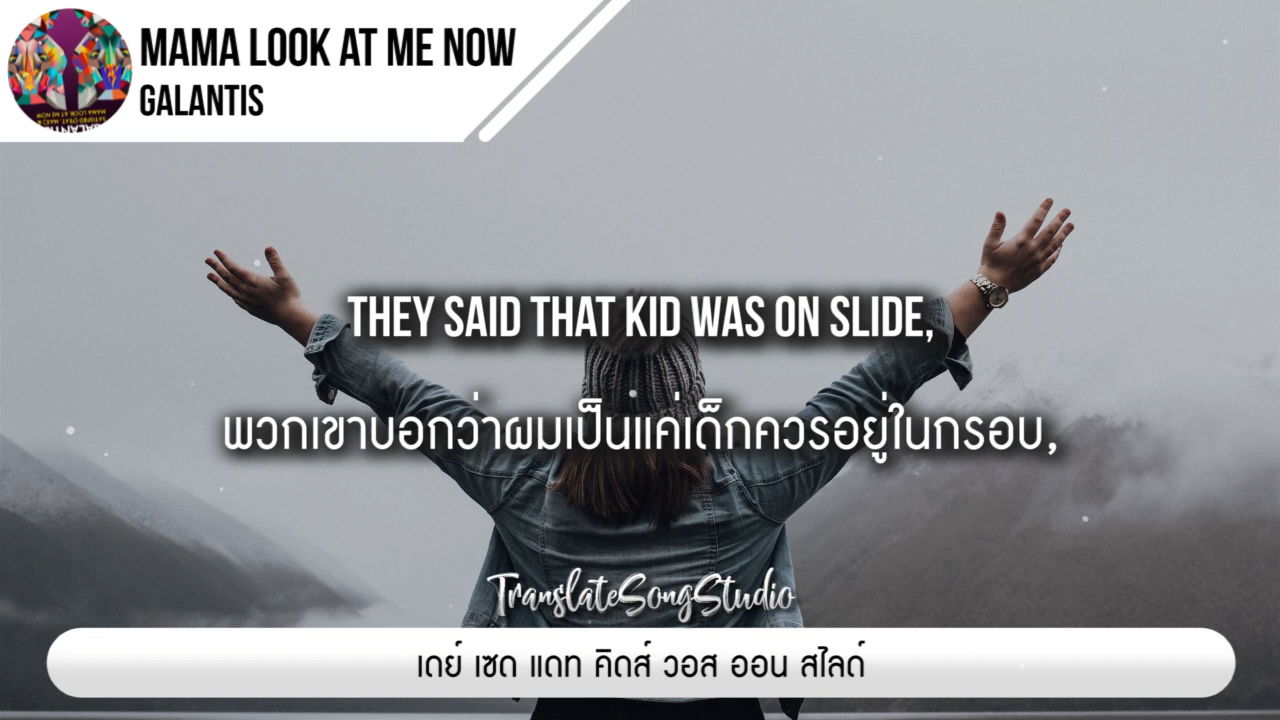 MAMA LOOK AT ME NOW
GALANTIS
THEY SAID THAT KID WAS ON SLIDE,
พวกเขาบอกว่าผมเป็นแค่เด็กควรอยู่ในกรอบ,
TranslateSongStudio
เดย์ เซด แดท คิดส์ วอส ออน สไลด์